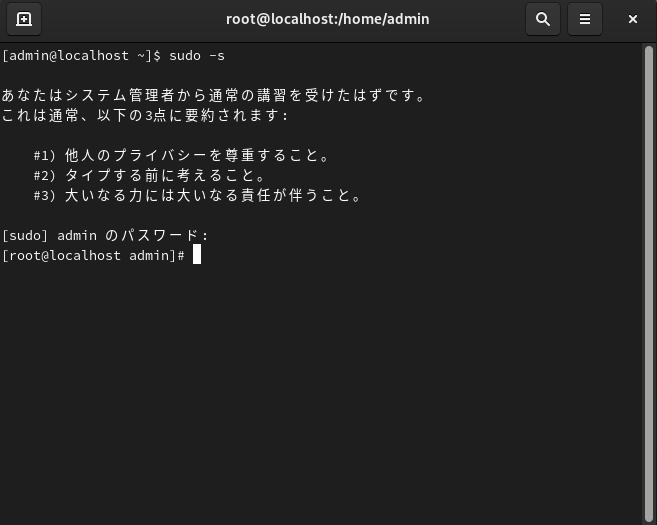 root@localhost:/home/admin
[admin@localhost ~]$ sudo -s
あなたはシステム管理者から通常の講習を受けたはずです。
これは通常、以下の3点に要約されます:
#1) 他人のプライバシーを尊重すること。
#2) タイプする前に考えること。
#3) 大いなる力には大いなる責任が伴うこと。
[sudo] admin のパスワード:
[root@localhost admin]#